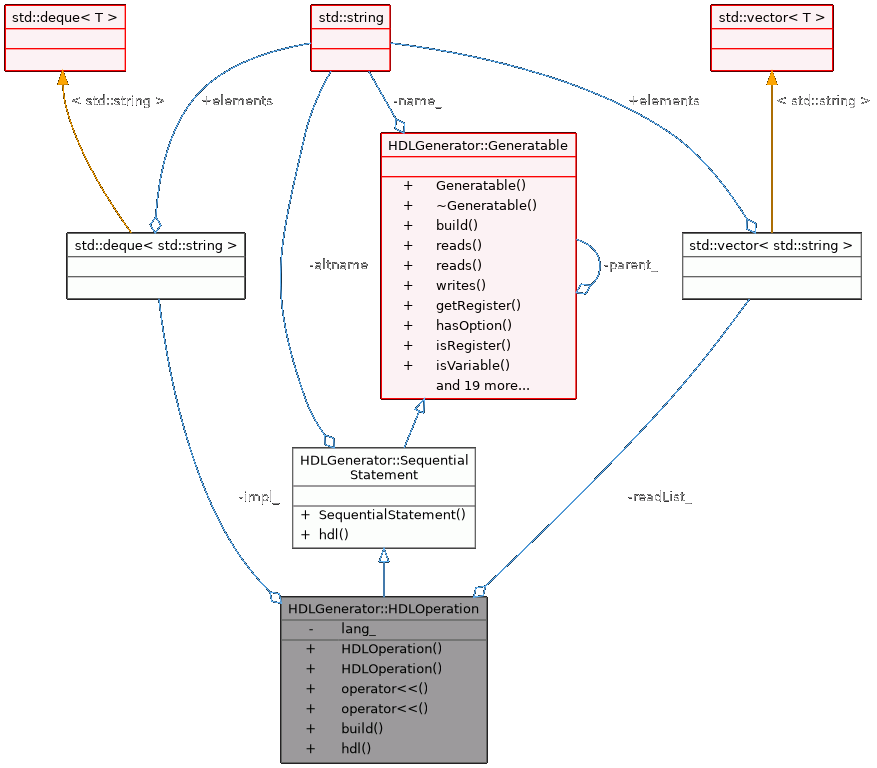 std::deque< T >
std::string
std::vector< T >
< std::string >
+elements
-name_
+elements
< std::string >
HDLGenerator::Generatable
+ Generatable()
+ ~Generatable()
+ build()
+ reads()
+ reads()
+ writes()
+ getRegister()
+ hasOption()
+ isRegister()
+ isVariable()
and 19 more...
std::deque< std::string >
std::vector< std::string >
-altname
-parent_
HDLGenerator::Sequential
Statement
+ SequentialStatement()
+ hdl()
-impl_
-readList_
HDLGenerator::HDLOperation
- lang_
+ HDLOperation()
+ HDLOperation()
+ operator<<()
+ operator<<()
+ build()
+ hdl()